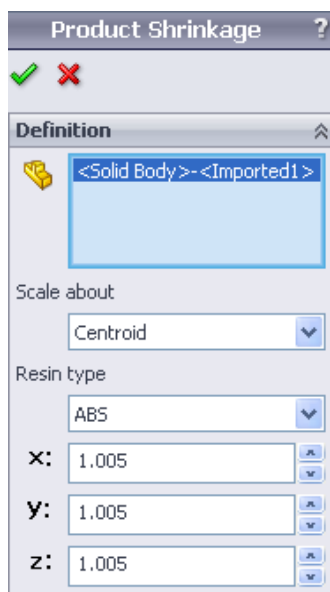 Product Shrinkage ?
Definition
<Solid Body>-<Imported1>
Scale about
Centroid
Resin type
ABS
x: 1.005
y: 1.005
z: 1.005